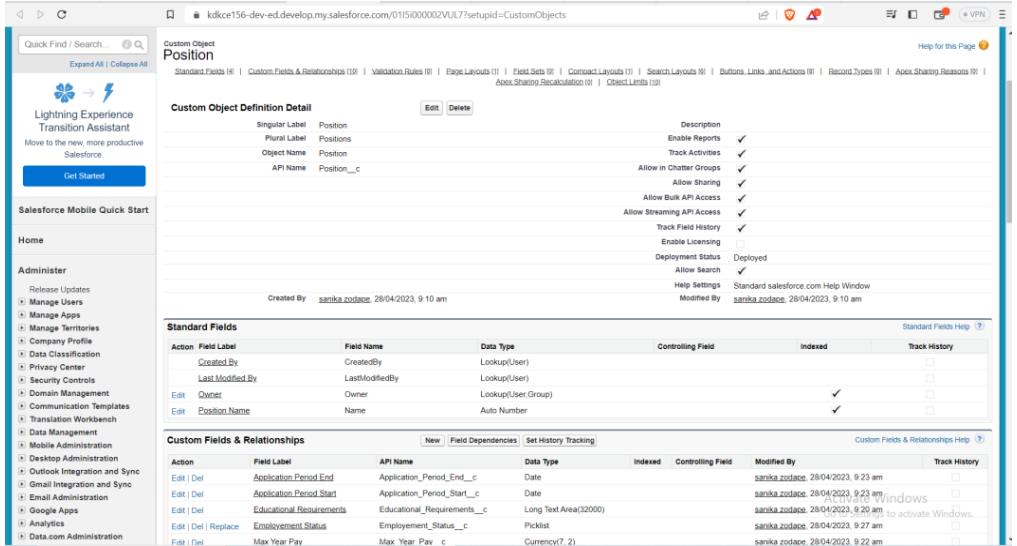 kdkce156-dev-ed.develop.my.salesforce.com/01I5i000002VUL7?setupid=CustomObjects
VPN
Quick Find / Search...
Expand All | Collapse All
Lightning Experience
Transition Assistant
Move to the new, more productive
Salesforce.
Get Started
Salesforce Mobile Quick Start
Home
Administer
Release Updates
Manage Users
Manage Apps
Manage Territories
Company Profile
Data Classification
Privacy Center
Security Controls
Domain Management
Communication Templates
Translation Workbench
Data Management
Mobile Administration
Desktop Administration
Outlook Integration and Sync
Gmail Integration and Sync
Email Administration
Google Apps
Analytics
Data.com Administration
Custom Object
Position
Help for this Page
Standard Fields [4] | Custom Fields & Relationships [10] | Validation Rules [0] | Page Layouts [1] | Field Sets [0] | Compact Layouts [1] | Search Layouts [6] | Buttons, Links, and Actions [8] | Record Types [0] | Apex Sharing Reasons [0] |
Apex Sharing Recalculation [0] | Object Limits [10]
Custom Object Definition Detail Edit Delete
Singular Label Position Description
Plural Label Positions Enable Reports
Object Name Position Track Activities
API Name Position__c Allow in Chatter Groups
Allow Sharing
Allow Bulk API Access
Allow Streaming API Access
Track Field History
Enable Licensing
Deployment Status Deployed
Allow Search
Help Settings Standard salesforce.com Help Window
Created By sanika zodape, 28/04/2023, 9:10 am Modified By sanika zodape, 28/04/2023, 9:10 am
Standard Fields Standard Fields Help ?
Action Field Label Field Name Data Type Controlling Field Indexed Track History
Created By CreatedBy Lookup(User)
Last Modified By LastModifiedBy Lookup(User)
Edit Owner Owner Lookup(User,Group)
Edit Position Name Name Auto Number
Custom Fields & Relationships New Field Dependencies Set History Tracking Custom Fields & Relationships Help ?
Action Field Label API Name Data Type Indexed Controlling Field Modified By Track History
Edit | Del Application Period End Application_Period_End__c Date sanika zodape, 28/04/2023, 9:23 am
Edit | Del Application Period Start Application_Period_Start__c Date sanika zodape, 28/04/2023, 9:23 am
Edit | Del Educational Requirements Educational_Requirements__c Long Text Area(32000) sanika zodape, 28/04/2023, 9:20 am
Edit | Del | Replace Employement Status Employement_Status__c Picklist sanika zodape, 28/04/2023, 9:27 am
Edit | Del Max Year Pay Max_Year_Pay__c Currency(7, 2) sanika zodape, 28/04/2023, 9:22 am
Activate Windows
Go to Settings to activate Windows.